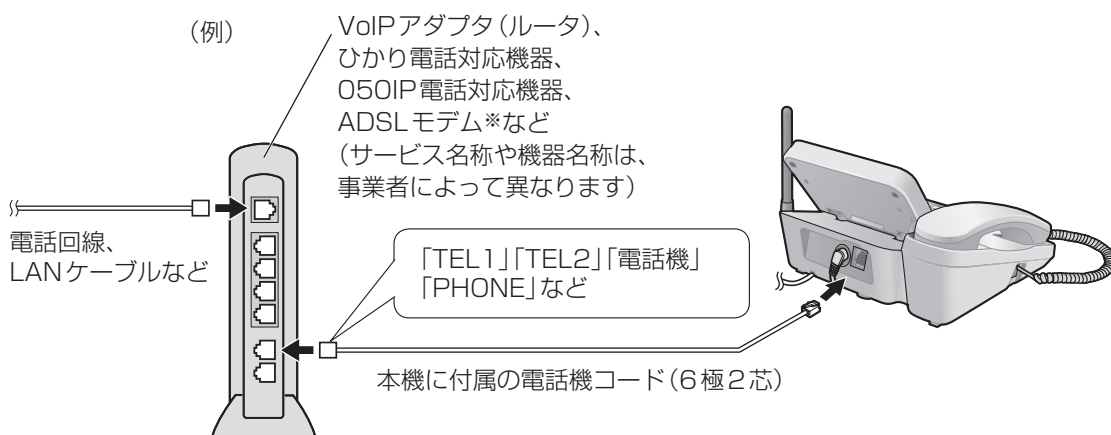 （例）
VoIPアダプタ（ルータ）、
ひかり電話対応機器、
050IP電話対応機器、
ADSLモデム※など
（サービス名称や機器名称は、
事業者によって異なります）
電話回線、
LANケーブルなど
「TEL1」「TEL2」「電話機」
「PHONE」など
本機に付属の電話機コード（6極2芯）